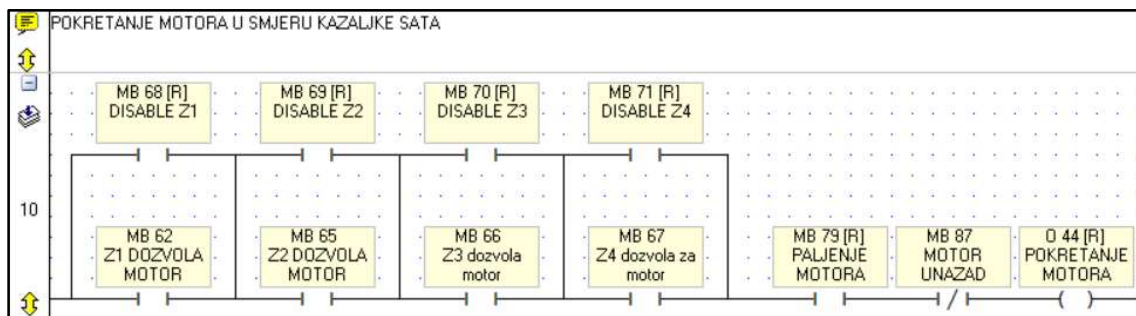 POKRETANJE MOTORA U SMJERU KAZALJKE SATA
MB 68 [R]
DISABLE Z1
MB 69 [R]
DISABLE Z2
MB 70 [R]
DISABLE Z3
MB 71 [R]
DISABLE Z4
10
MB 62
Z1 DOZVOLA
MOTOR
MB 65
Z2 DOZVOLA
MOTOR
MB 66
Z3 dozvola
motor
MB 67
Z4 dozvola za
motor
MB 79 [R]
PALJENJE
MOTORA
MB 87
MOTOR
UNAZAD
O 44 [R]
POKRETANJE
MOTORA